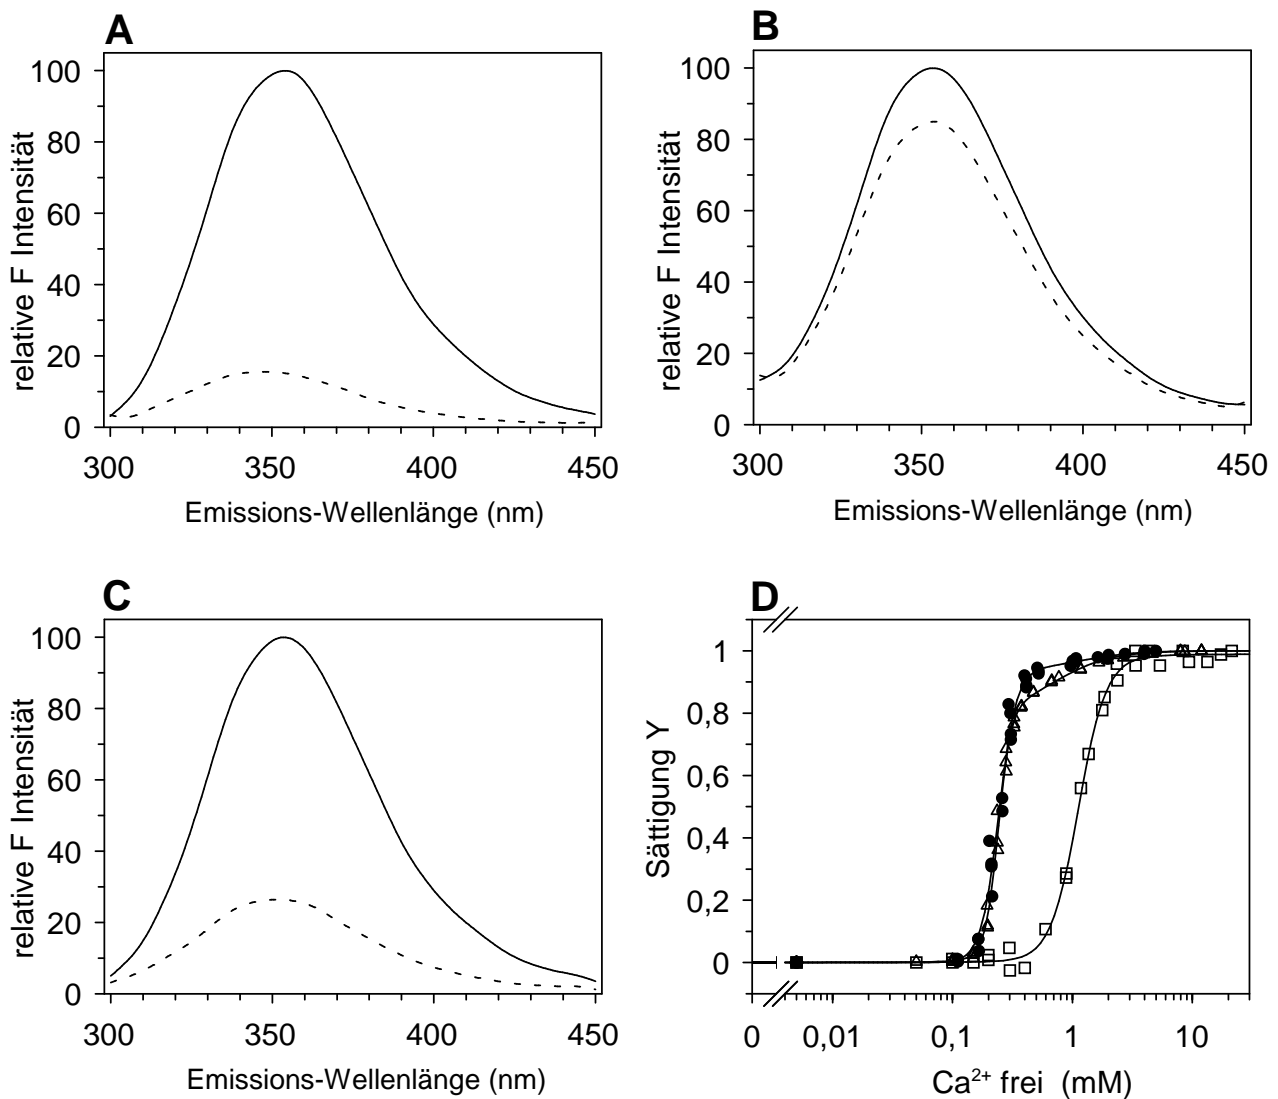 A
relative F Intensität
100
80
60
40
20
0
300 350 400 450
Emissions-Wellenlänge (nm)
B
relative F Intensität
100
80
60
40
20
0
300 350 400 450
Emissions-Wellenlänge (nm)
C
relative F Intensität
100
80
60
40
20
0
300 350 400 450
Emissions-Wellenlänge (nm)
D
Sättigung Y
1
0,8
0,6
0,4
0,2
0
0 0,01 0,1 1 10
Ca²⁺ frei (mM)